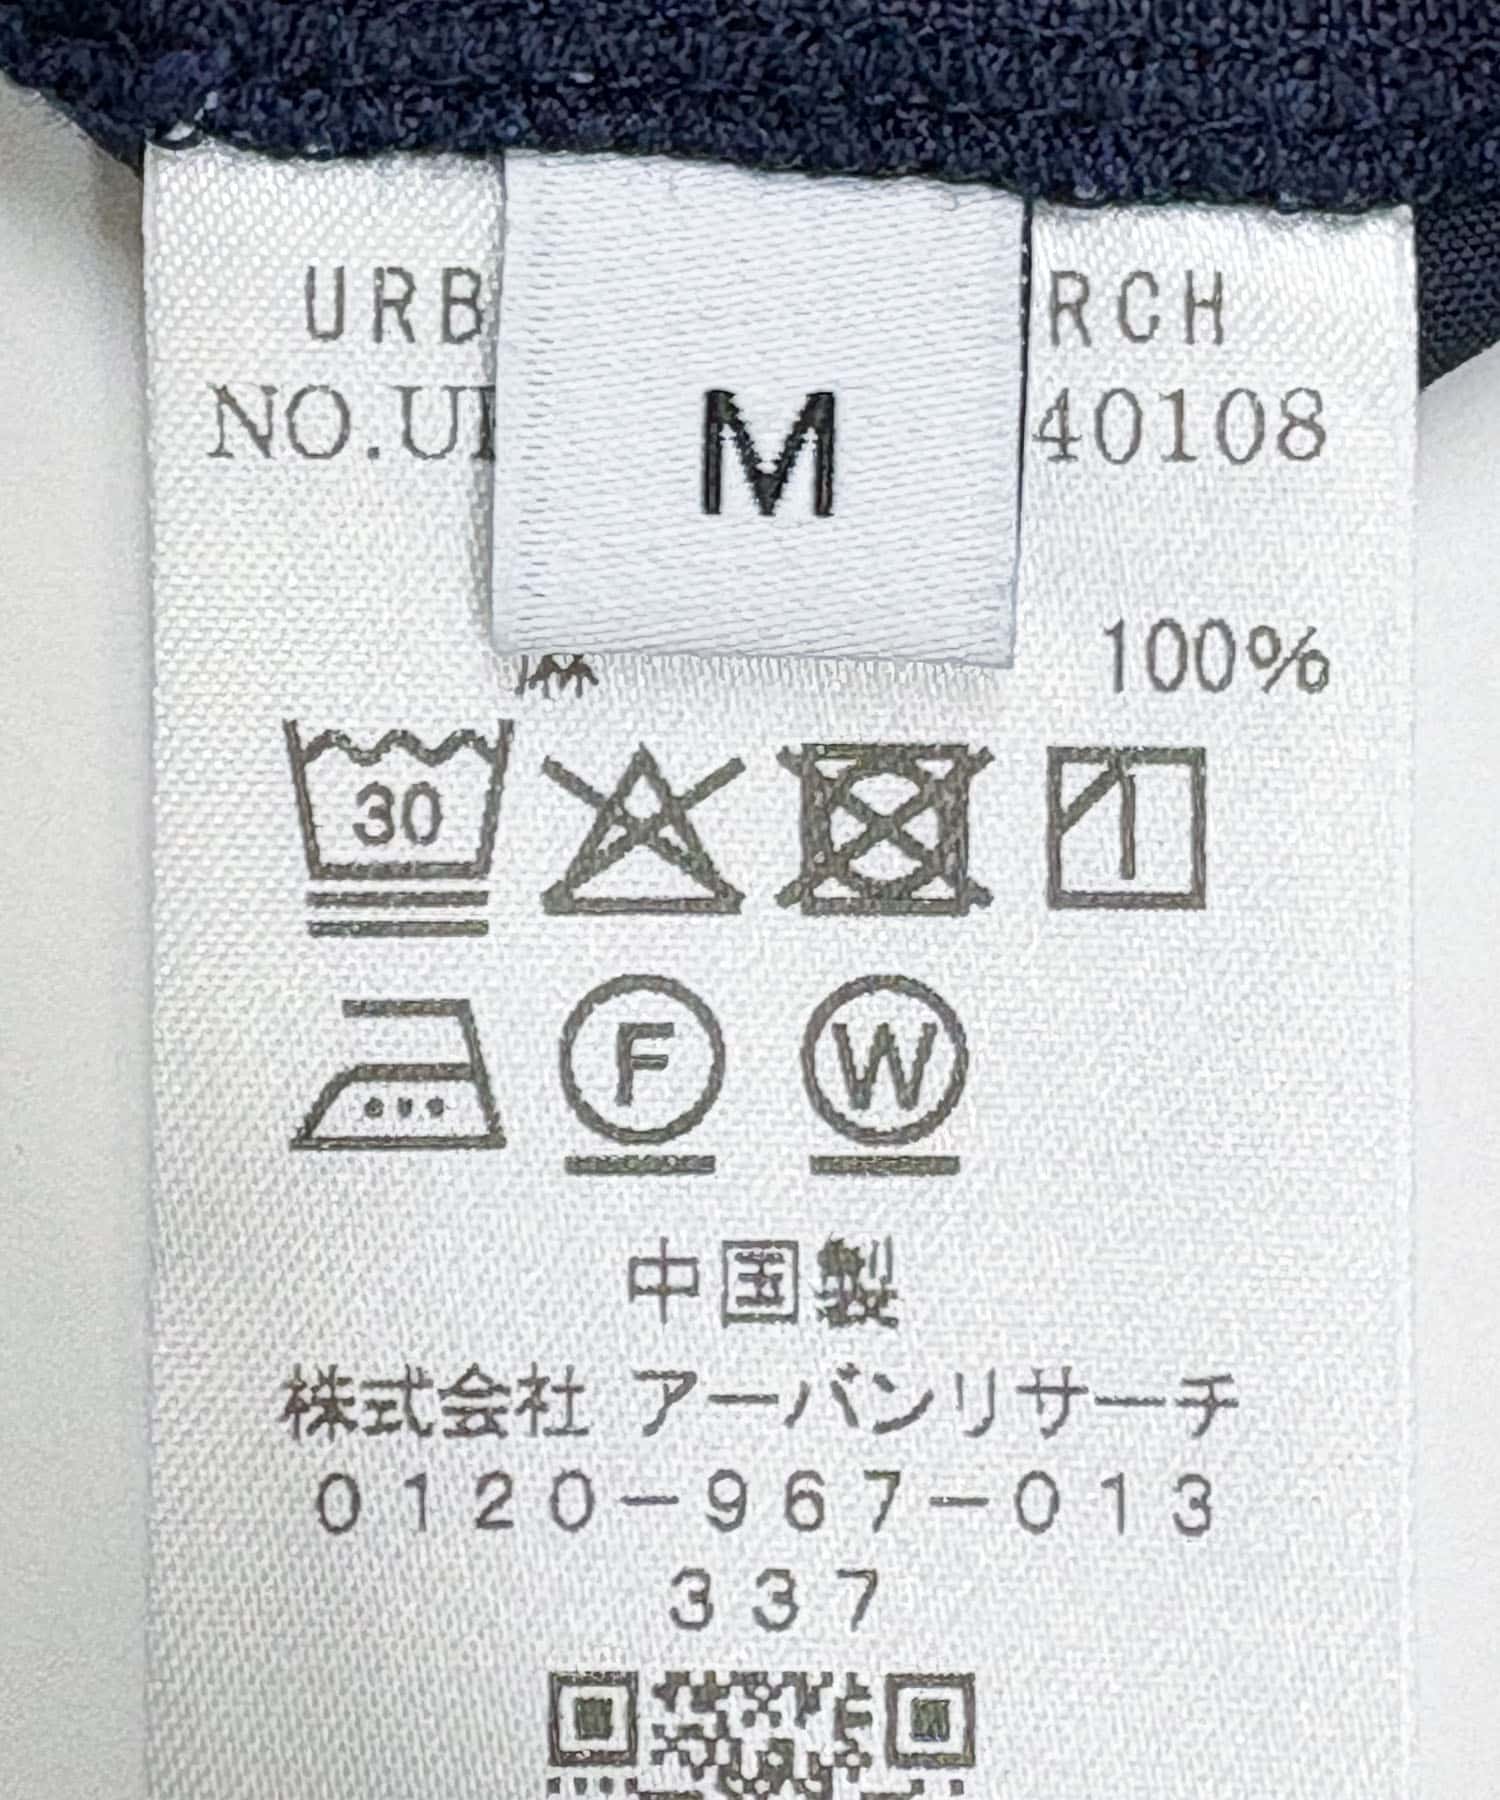 URB RCH
M
NO.U 40108
麻 100%
30
F W
中国製
株式会社 アーバンリサーチ
0120-967-013
337